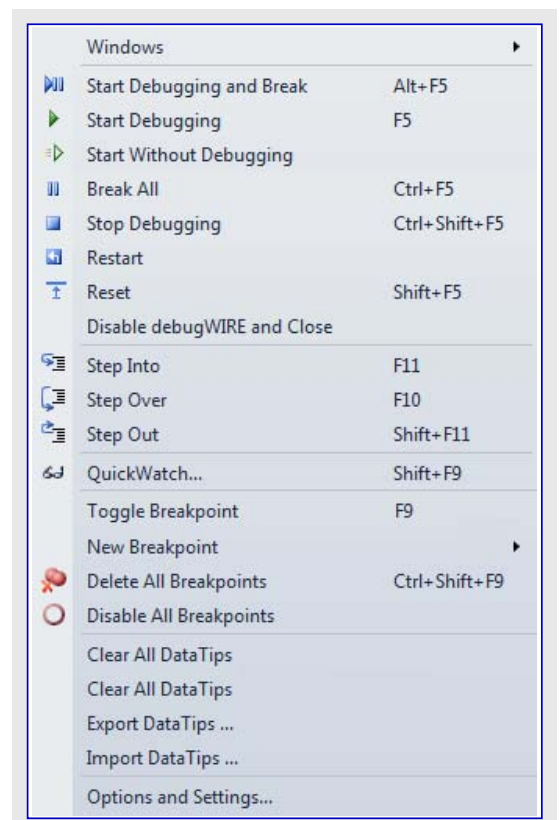 Windows
Start Debugging and Break Alt+F5
Start Debugging F5
Start Without Debugging
Break All Ctrl+F5
Stop Debugging Ctrl+Shift+F5
Restart
Reset Shift+F5
Disable debugWIRE and Close
Step Into F11
Step Over F10
Step Out Shift+F11
QuickWatch... Shift+F9
Toggle Breakpoint F9
New Breakpoint
Delete All Breakpoints Ctrl+Shift+F9
Disable All Breakpoints
Clear All DataTips
Clear All DataTips
Export DataTips ...
Import DataTips ...
Options and Settings...